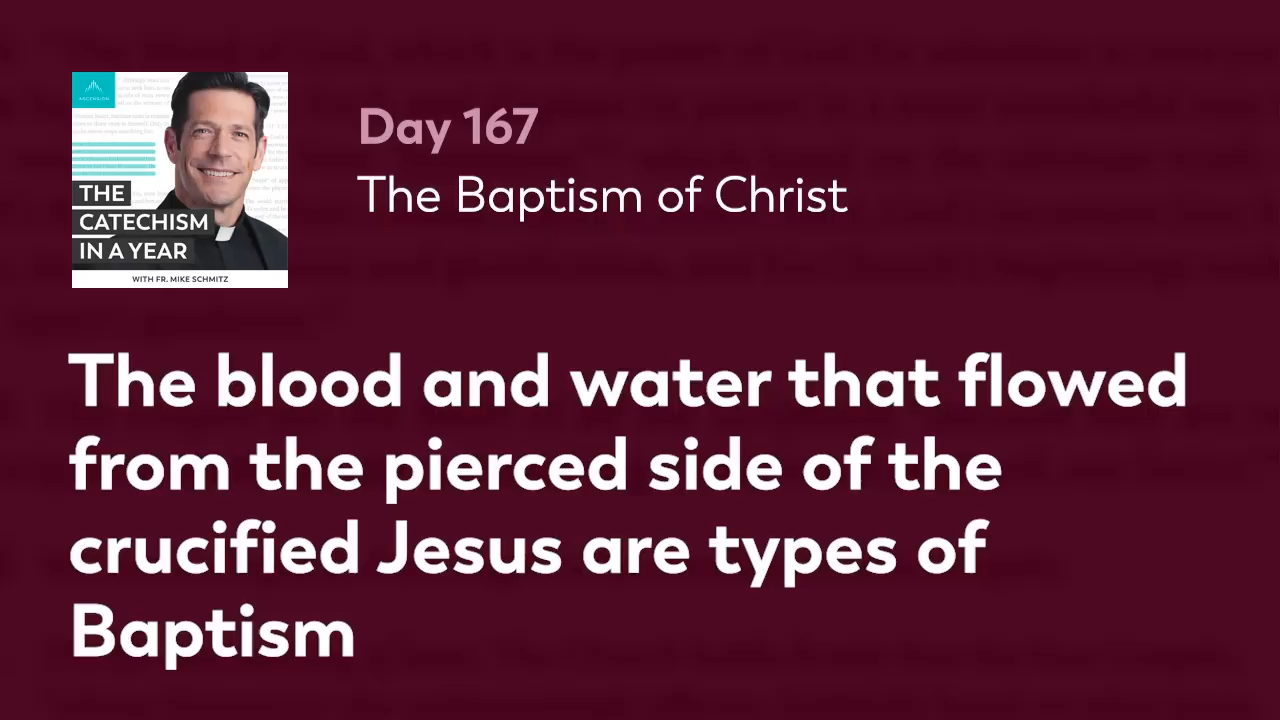 ASCENSION
THE
CATECHISM
IN A YEAR
WITH FR. MIKE SCHMITZ
Day 167
The Baptism of Christ
The blood and water that flowed
from the pierced side of the
crucified Jesus are types of
Baptism